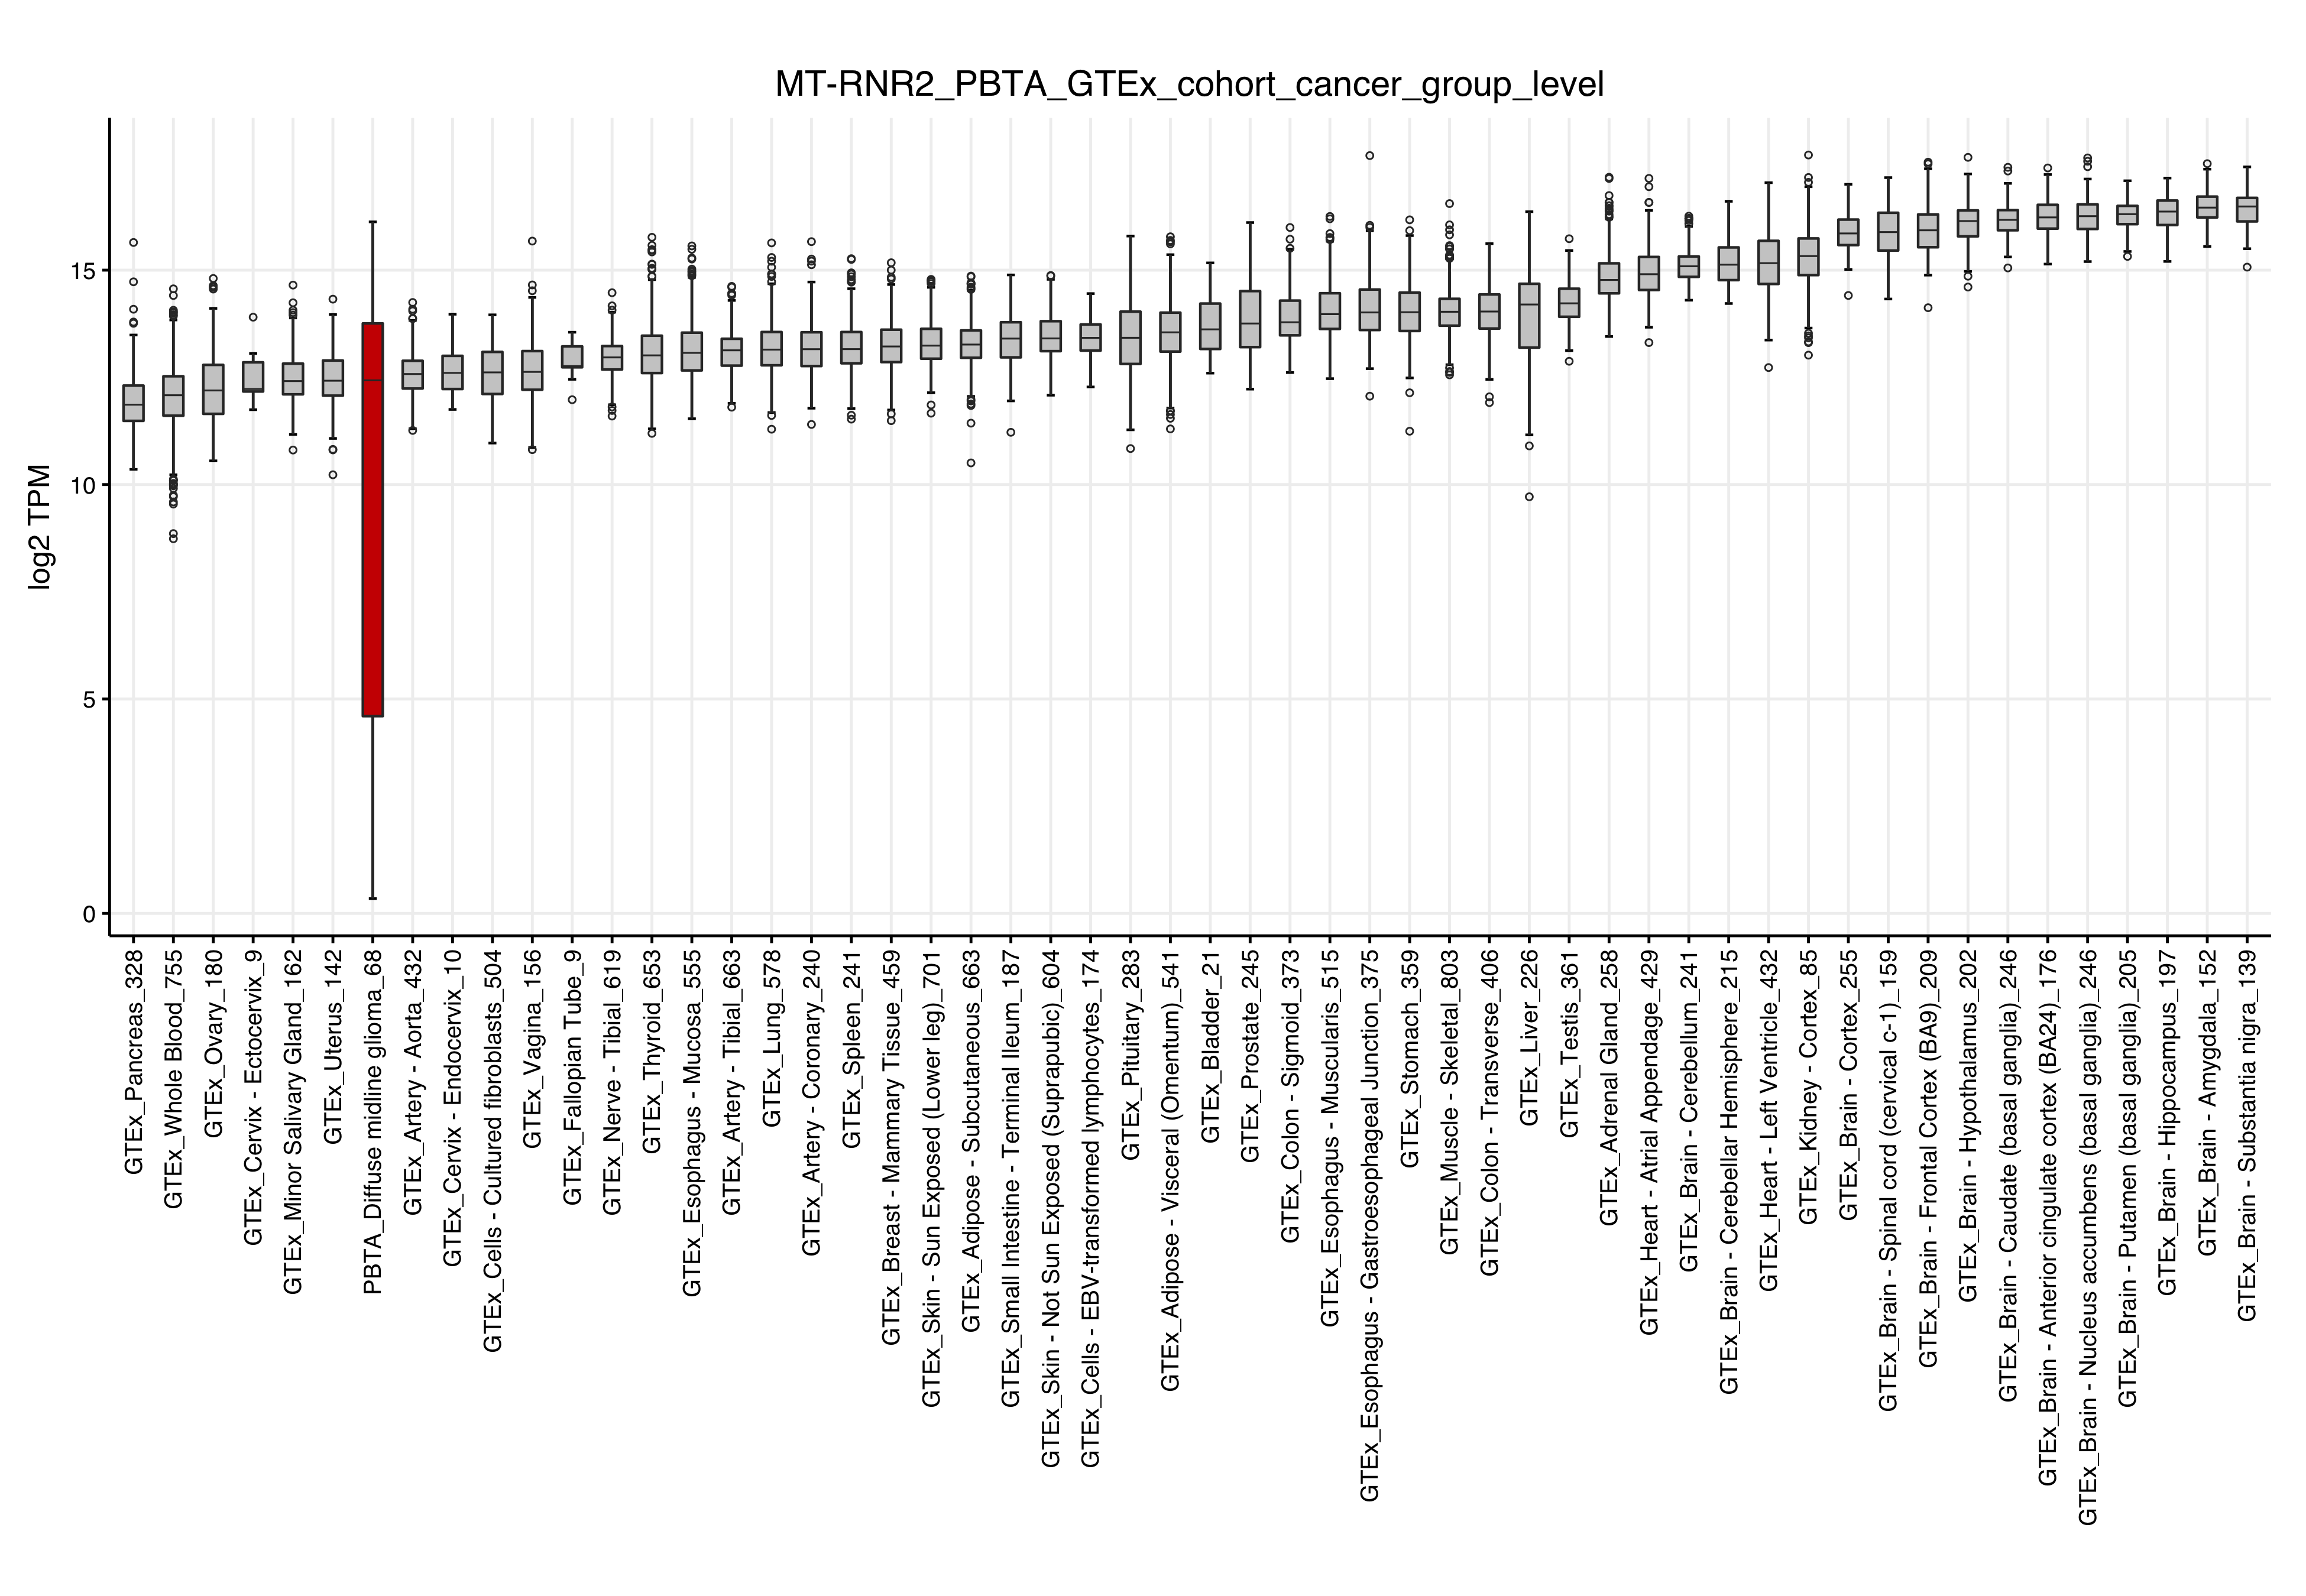 MT-RNR2_PBTA_GTEx_cohort_cancer_group_level
log2 TPM
15
10
5
0
GTEx_Pancreas_328
GTEx_Whole Blood_755
GTEx_Ovary_180
GTEx_Cervix - Ectocervix_9
GTEx_Minor Salivary Gland_162
GTEx_Uterus_142
PBTA_Diffuse midline glioma_68
GTEx_Artery - Aorta_432
GTEx_Cervix - Endocervix_10
GTEx_Cells - Cultured fibroblasts_504
GTEx_Vagina_156
GTEx_Fallopian Tube_9
GTEx_Nerve - Tibial_619
GTEx_Thyroid_653
GTEx_Esophagus - Mucosa_555
GTEx_Artery - Tibial_663
GTEx_Lung_578
GTEx_Artery - Coronary_240
GTEx_Spleen_241
GTEx_Breast - Mammary Tissue_459
GTEx_Skin - Sun Exposed (Lower leg)_701
GTEx_Adipose - Subcutaneous_663
GTEx_Small Intestine - Terminal Ileum_187
GTEx_Skin - Not Sun Exposed (Suprapubic)_604
GTEx_Cells - EBV-transformed lymphocytes_174
GTEx_Pituitary_283
GTEx_Adipose - Visceral (Omentum)_541
GTEx_Bladder_21
GTEx_Prostate_245
GTEx_Colon - Sigmoid_373
GTEx_Esophagus - Muscularis_515
GTEx_Esophagus - Gastroesophageal Junction_375
GTEx_Stomach_359
GTEx_Muscle - Skeletal_803
GTEx_Colon - Transverse_406
GTEx_Liver_226
GTEx_Testis_361
GTEx_Adrenal Gland_258
GTEx_Heart - Atrial Appendage_429
GTEx_Brain - Cerebellum_241
GTEx_Brain - Cerebellar Hemisphere_215
GTEx_Heart - Left Ventricle_432
GTEx_Kidney - Cortex_85
GTEx_Brain - Cortex_255
GTEx_Brain - Spinal cord (cervical c-1)_159
GTEx_Brain - Frontal Cortex (BA9)_209
GTEx_Brain - Hypothalamus_202
GTEx_Brain - Caudate (basal ganglia)_246
GTEx_Brain - Anterior cingulate cortex (BA24)_176
GTEx_Brain - Nucleus accumbens (basal ganglia)_246
GTEx_Brain - Putamen (basal ganglia)_205
GTEx_Brain - Hippocampus_197
GTEx_Brain - Amygdala_152
GTEx_Brain - Substantia nigra_139